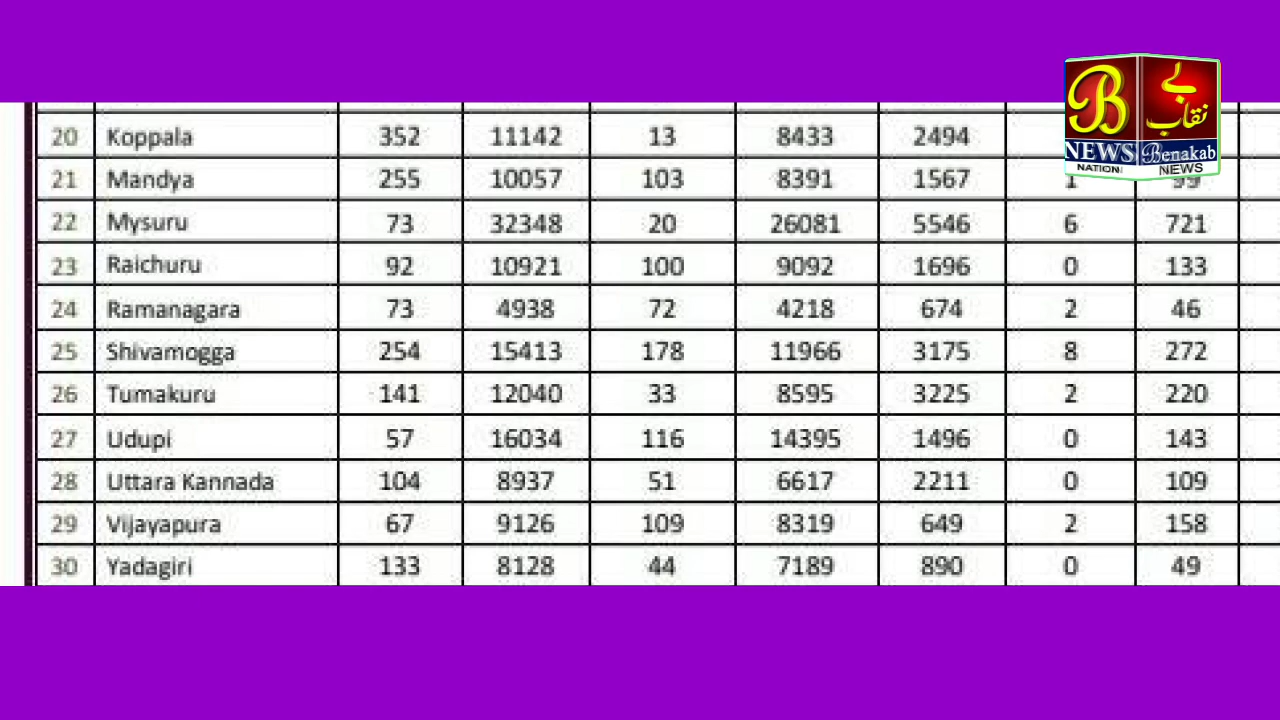 B
NEWS
NATION
بے نقاب
Benakab
NEWS
20 Koppala 352 11142 13 8433 2494
21 Mandya 255 10057 103 8391 1567 1 99
22 Mysuru 73 32348 20 26081 5546 6 721
23 Raichuru 92 10921 100 9092 1696 0 133
24 Ramanagara 73 4938 72 4218 674 2 46
25 Shivamogga 254 15413 178 11966 3175 8 272
26 Tumakuru 141 12040 33 8595 3225 2 220
27 Udupi 57 16034 116 14395 1496 0 143
28 Uttara Kannada 104 8937 51 6617 2211 0 109
29 Vijayapura 67 9126 109 8319 649 2 158
30 Yadagiri 133 8128 44 7189 890 0 49